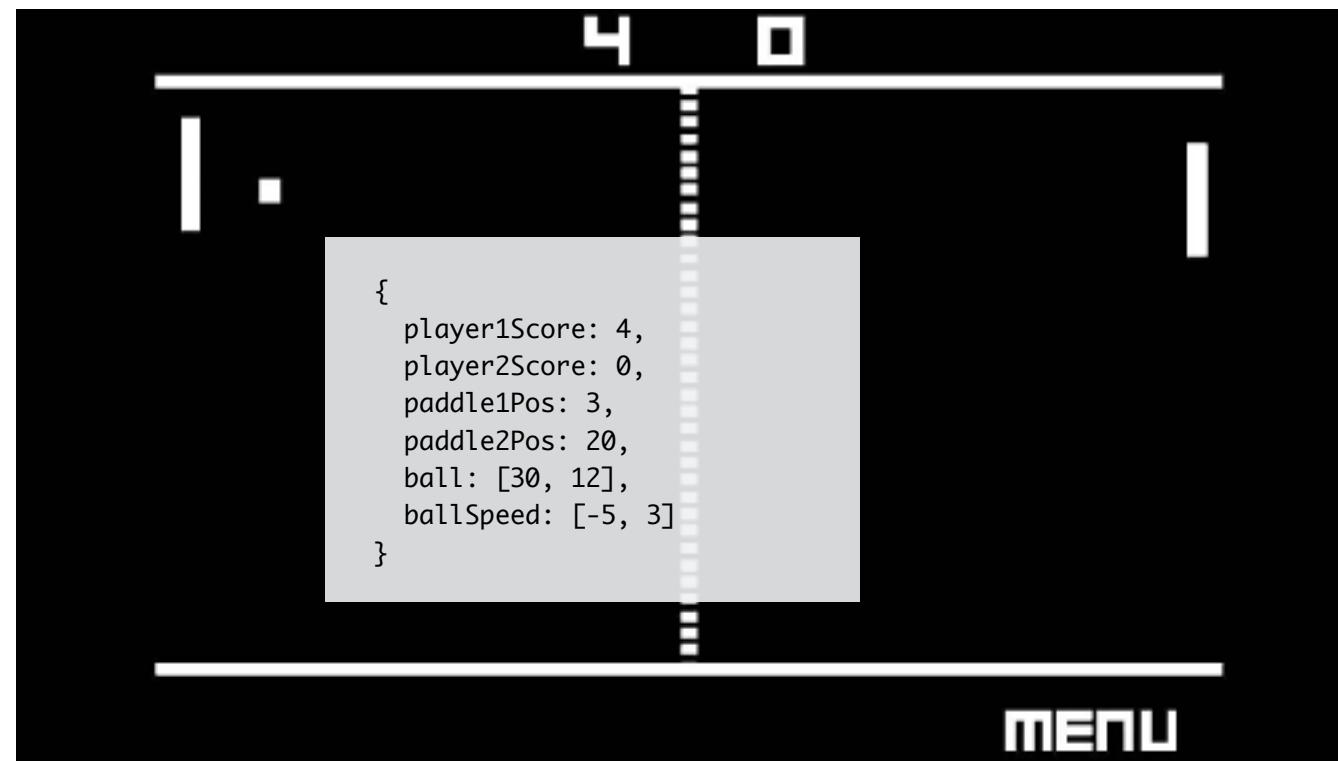 4 0
{
player1Score: 4,
player2Score: 0,
paddle1Pos: 3,
paddle2Pos: 20,
ball: [30, 12],
ballSpeed: [-5, 3]
}
MENU